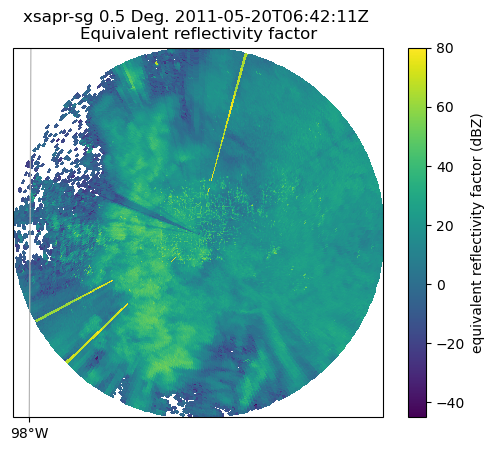 xsapr-sg 0.5 Deg. 2011-05-20T06:42:11Z
Equivalent reflectivity factor
80
60
40
20
0
−20
−40
equivalent reflectivity factor (dBZ)
98°W